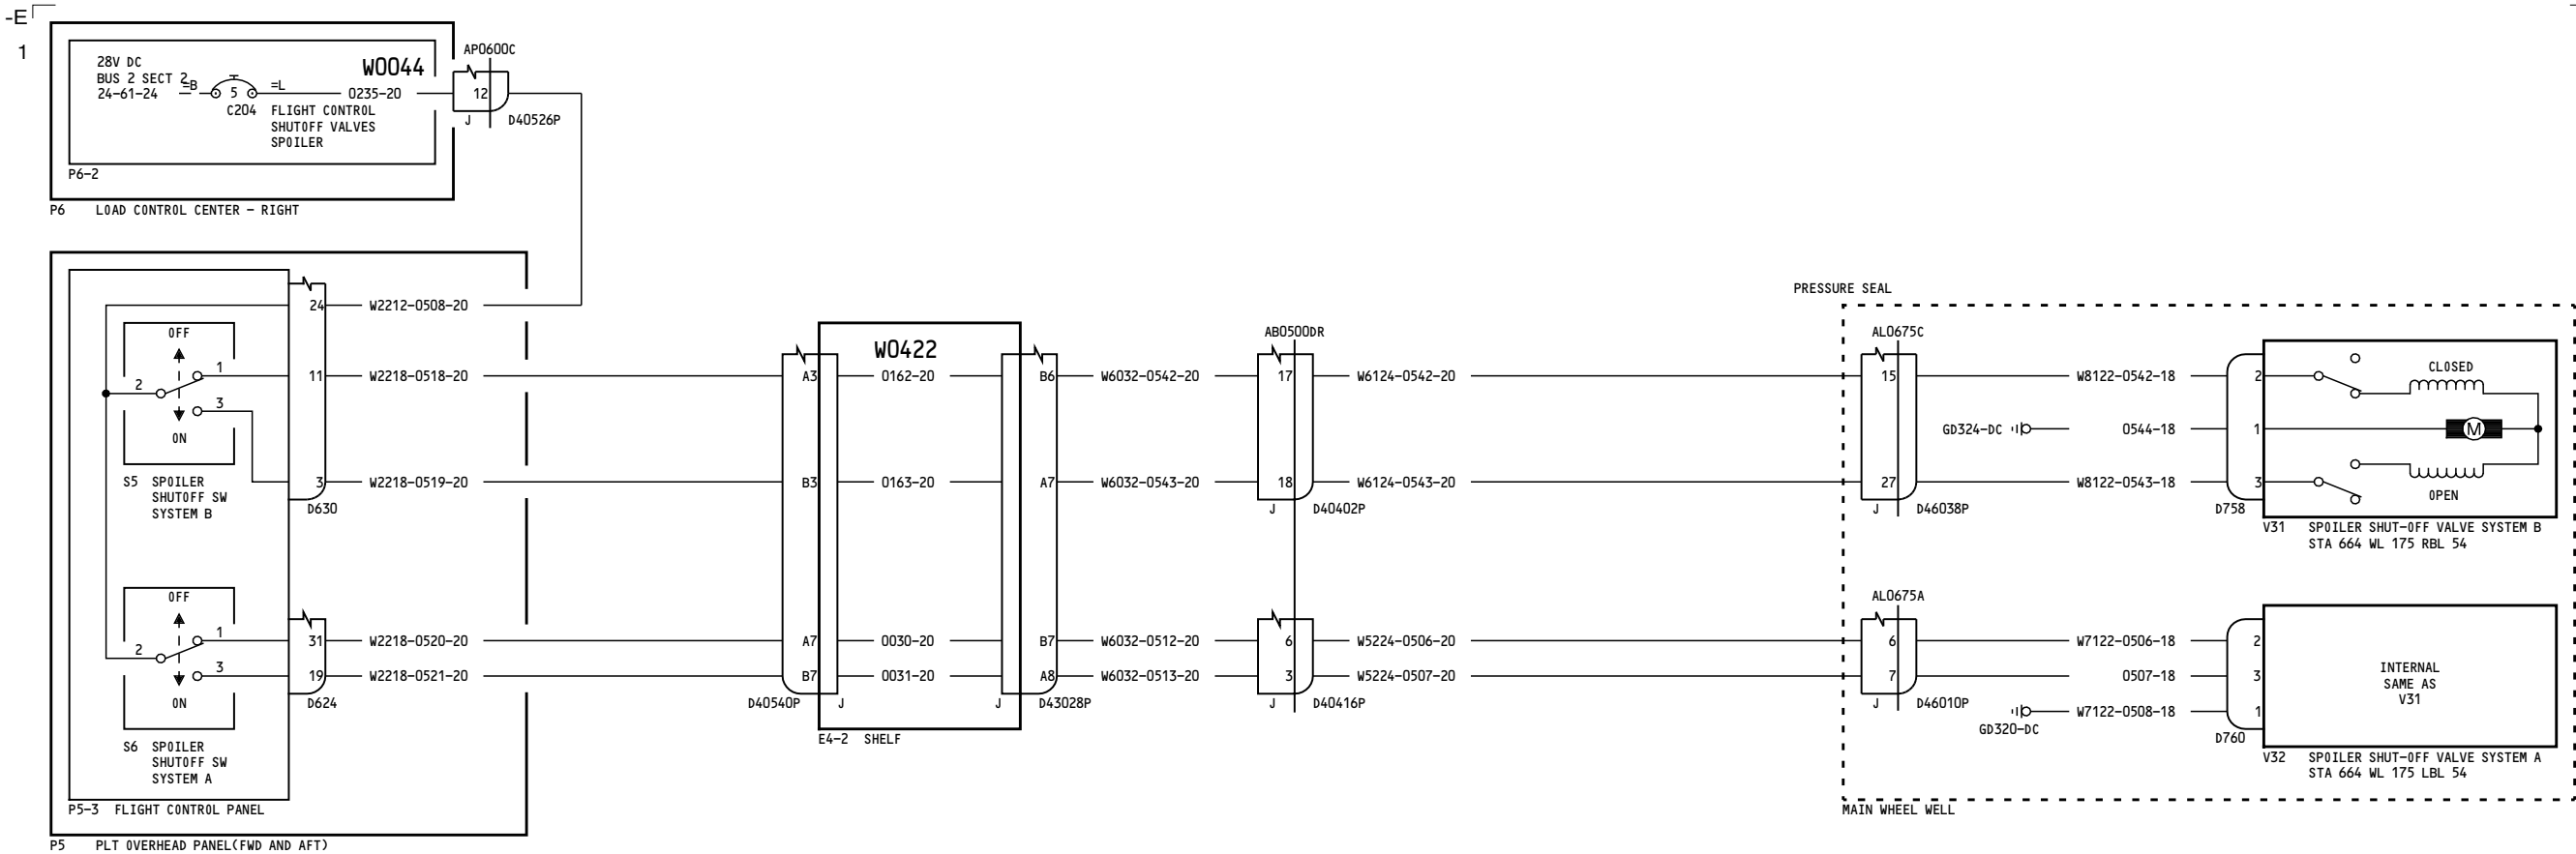 -E
1
28V DC
BUS 2 SECT 2
24-61-24
=B
5
=L
C204
FLIGHT CONTROL
SHUTOFF VALVES
SPOILER
W0044
0235-20
AP0600C
12
J
D40526P
P6-2
P6 LOAD CONTROL CENTER - RIGHT
24
W2212-0508-20
OFF
1
2
3
ON
S5 SPOILER
SHUTOFF SW
SYSTEM B
11
W2218-0518-20
3
W2218-0519-20
D630
OFF
1
2
3
ON
S6 SPOILER
SHUTOFF SW
SYSTEM A
31
W2218-0520-20
19
W2218-0521-20
D624
P5-3 FLIGHT CONTROL PANEL
P5 PLT OVERHEAD PANEL(FWD AND AFT)
W0422
A3
0162-20
B6
W6032-0542-20
B3
0163-20
A7
W6032-0543-20
A7
0030-20
B7
W6032-0512-20
B7
0031-20
A8
W6032-0513-20
D40540P
J
J
D43028P
E4-2 SHELF
AB0500DR
17
W6124-0542-20
18
W6124-0543-20
J
D40402P
6
W5224-0506-20
3
W5224-0507-20
J
D40416P
PRESSURE SEAL
AL0675C
15
W8122-0542-18
2
GD324-DC
0544-18
1
27
W8122-0543-18
3
J
D46038P
D758
CLOSED
M
OPEN
V31 SPOILER SHUT-OFF VALVE SYSTEM B
STA 664 WL 175 RBL 54
AL0675A
6
W7122-0506-18
2
7
0507-18
3
J
D46010P
GD320-DC
W7122-0508-18
1
D760
INTERNAL
SAME AS
V31
V32 SPOILER SHUT-OFF VALVE SYSTEM A
STA 664 WL 175 LBL 54
MAIN WHEEL WELL